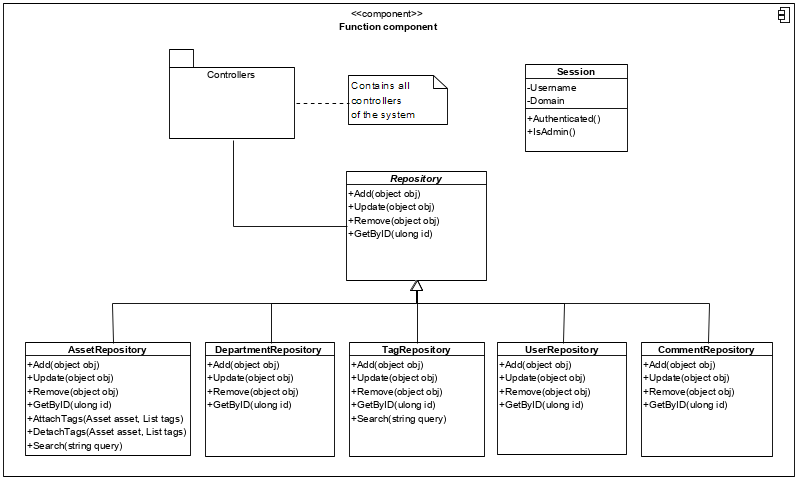 <<component>>
Function component
Controllers
Contains all
controllers
of the system
Session
-Username
-Domain
+Authenticated()
+IsAdmin()
Repository
+Add(object obj)
+Update(object obj)
+Remove(object obj)
+GetByID(ulong id)
AssetRepository
+Add(object obj)
+Update(object obj)
+Remove(object obj)
+GetByID(ulong id)
+AttachTags(Asset asset, List tags)
+DetachTags(Asset asset, List tags)
+Search(string query)
DepartmentRepository
+Add(object obj)
+Update(object obj)
+Remove(object obj)
+GetByID(ulong id)
TagRepository
+Add(object obj)
+Update(object obj)
+Remove(object obj)
+GetByID(ulong id)
+Search(string query)
UserRepository
+Add(object obj)
+Update(object obj)
+Remove(object obj)
+GetByID(ulong id)
CommentRepository
+Add(object obj)
+Update(object obj)
+Remove(object obj)
+GetByID(ulong id)